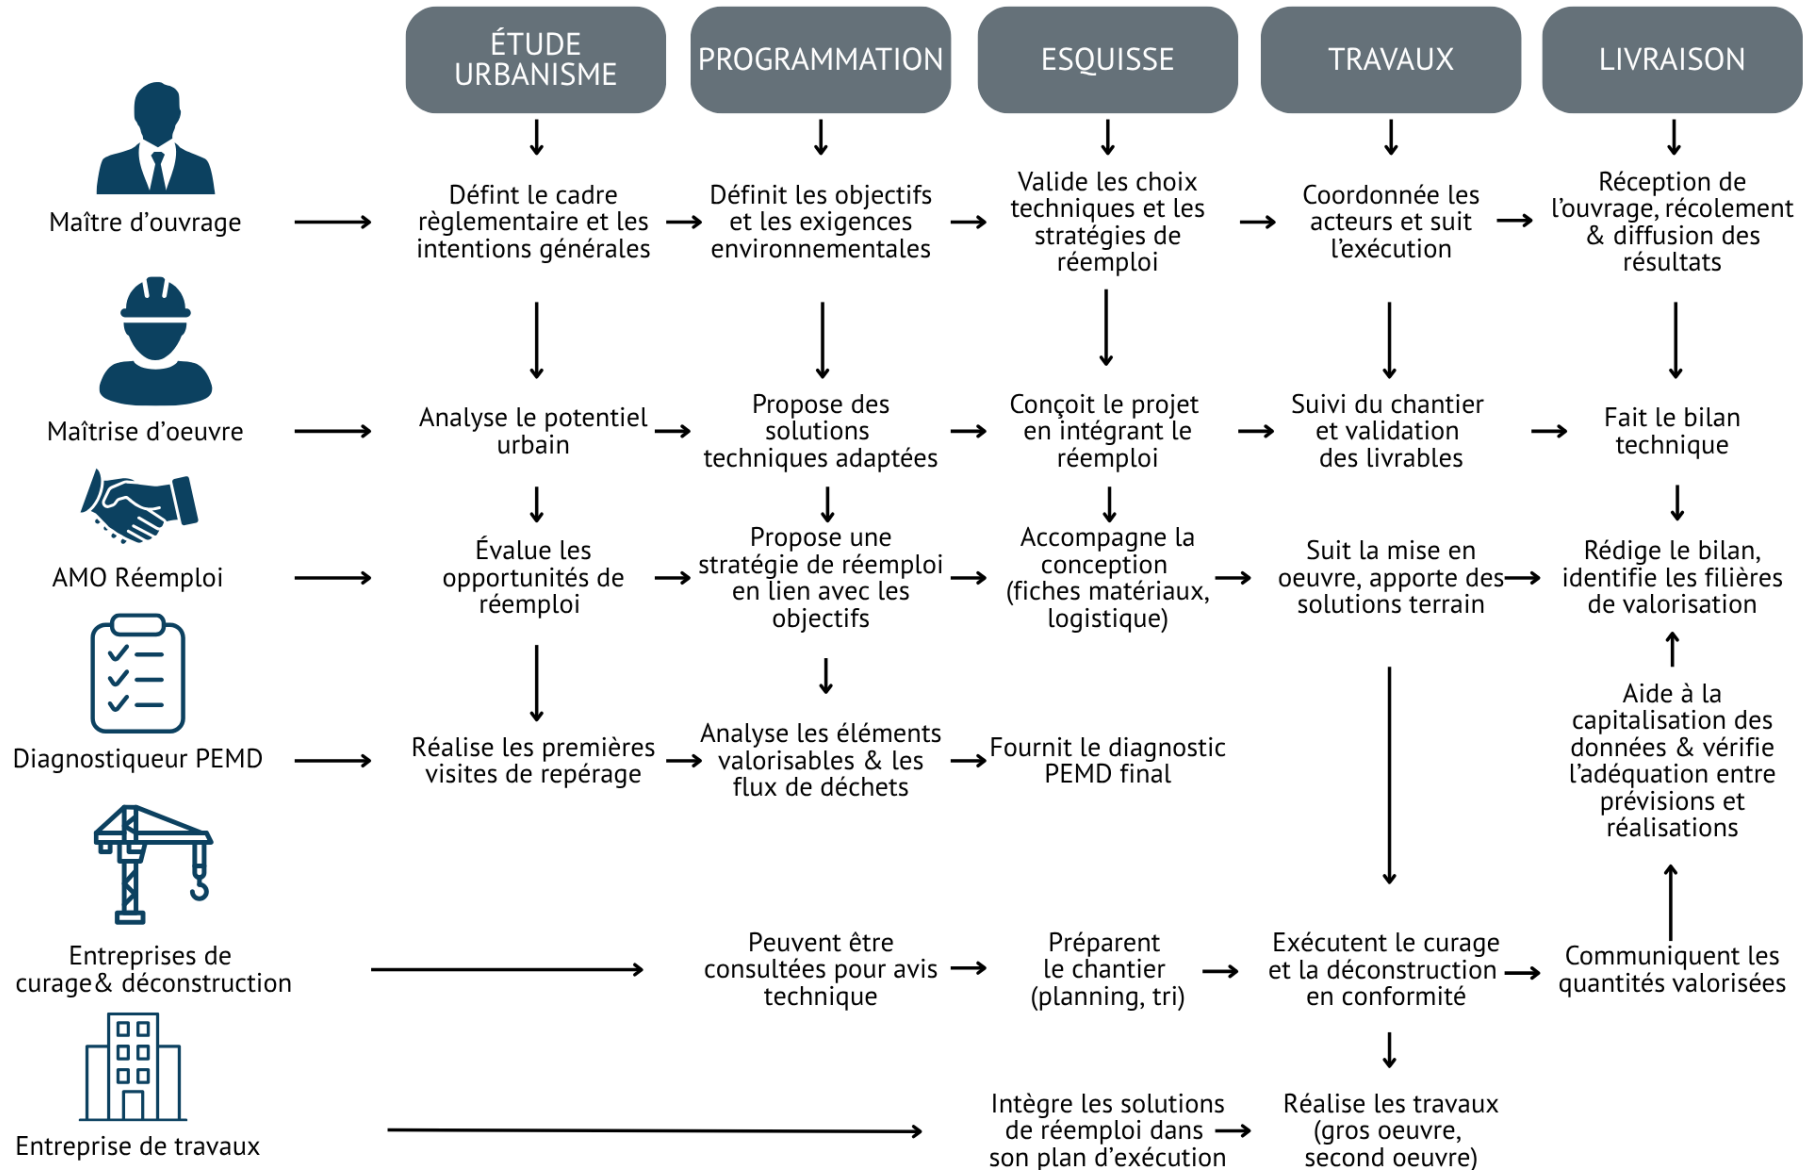 ÉTUDE
URBANISME
PROGRAMMATION
ESQUISSE
TRAVAUX
LIVRAISON
Maître d'ouvrage
Défint le cadre
règlementaire et les
intentions générales
Définit les objectifs
et les exigences
environnementales
Valide les choix
techniques et les
stratégies de
réemploi
Coordonnée les
acteurs et suit
l'exécution
Réception de
l'ouvrage, récolement
& diffusion des
résultats
Maîtrise d'oeuvre
Analyse le potentiel
urbain
Propose des
solutions
techniques adaptées
Conçoit le projet
en intégrant le
réemploi
Suivi du chantier
et validation
des livrables
Fait le bilan
technique
AMO Réemploi
Évalue les
opportunités de
réemploi
Propose une
stratégie de réemploi
en lien avec les
objectifs
Accompagne la
conception
(fiches matériaux,
logistique)
Suit la mise en
oeuvre, apporte des
solutions terrain
Rédige le bilan,
identifie les filières
de valorisation
Diagnostiqueur PEMD
Réalise les premières
visites de repérage
Analyse les éléments
valorisables & les
flux de déchets
Fournit le diagnostic
PEMD final
Aide à la
capitalisation des
données & vérifie
l'adéquation entre
prévisions et
réalisations
Entreprises de
curage& déconstruction
Peuvent être
consultées pour avis
technique
Préparent
le chantier
(planning, tri)
Exécutent le curage
et la déconstruction
en conformité
Communiquent les
quantités valorisées
Entreprise de travaux
Intègre les solutions
de réemploi dans
son plan d'exécution
Réalise les travaux
(gros oeuvre,
second oeuvre)